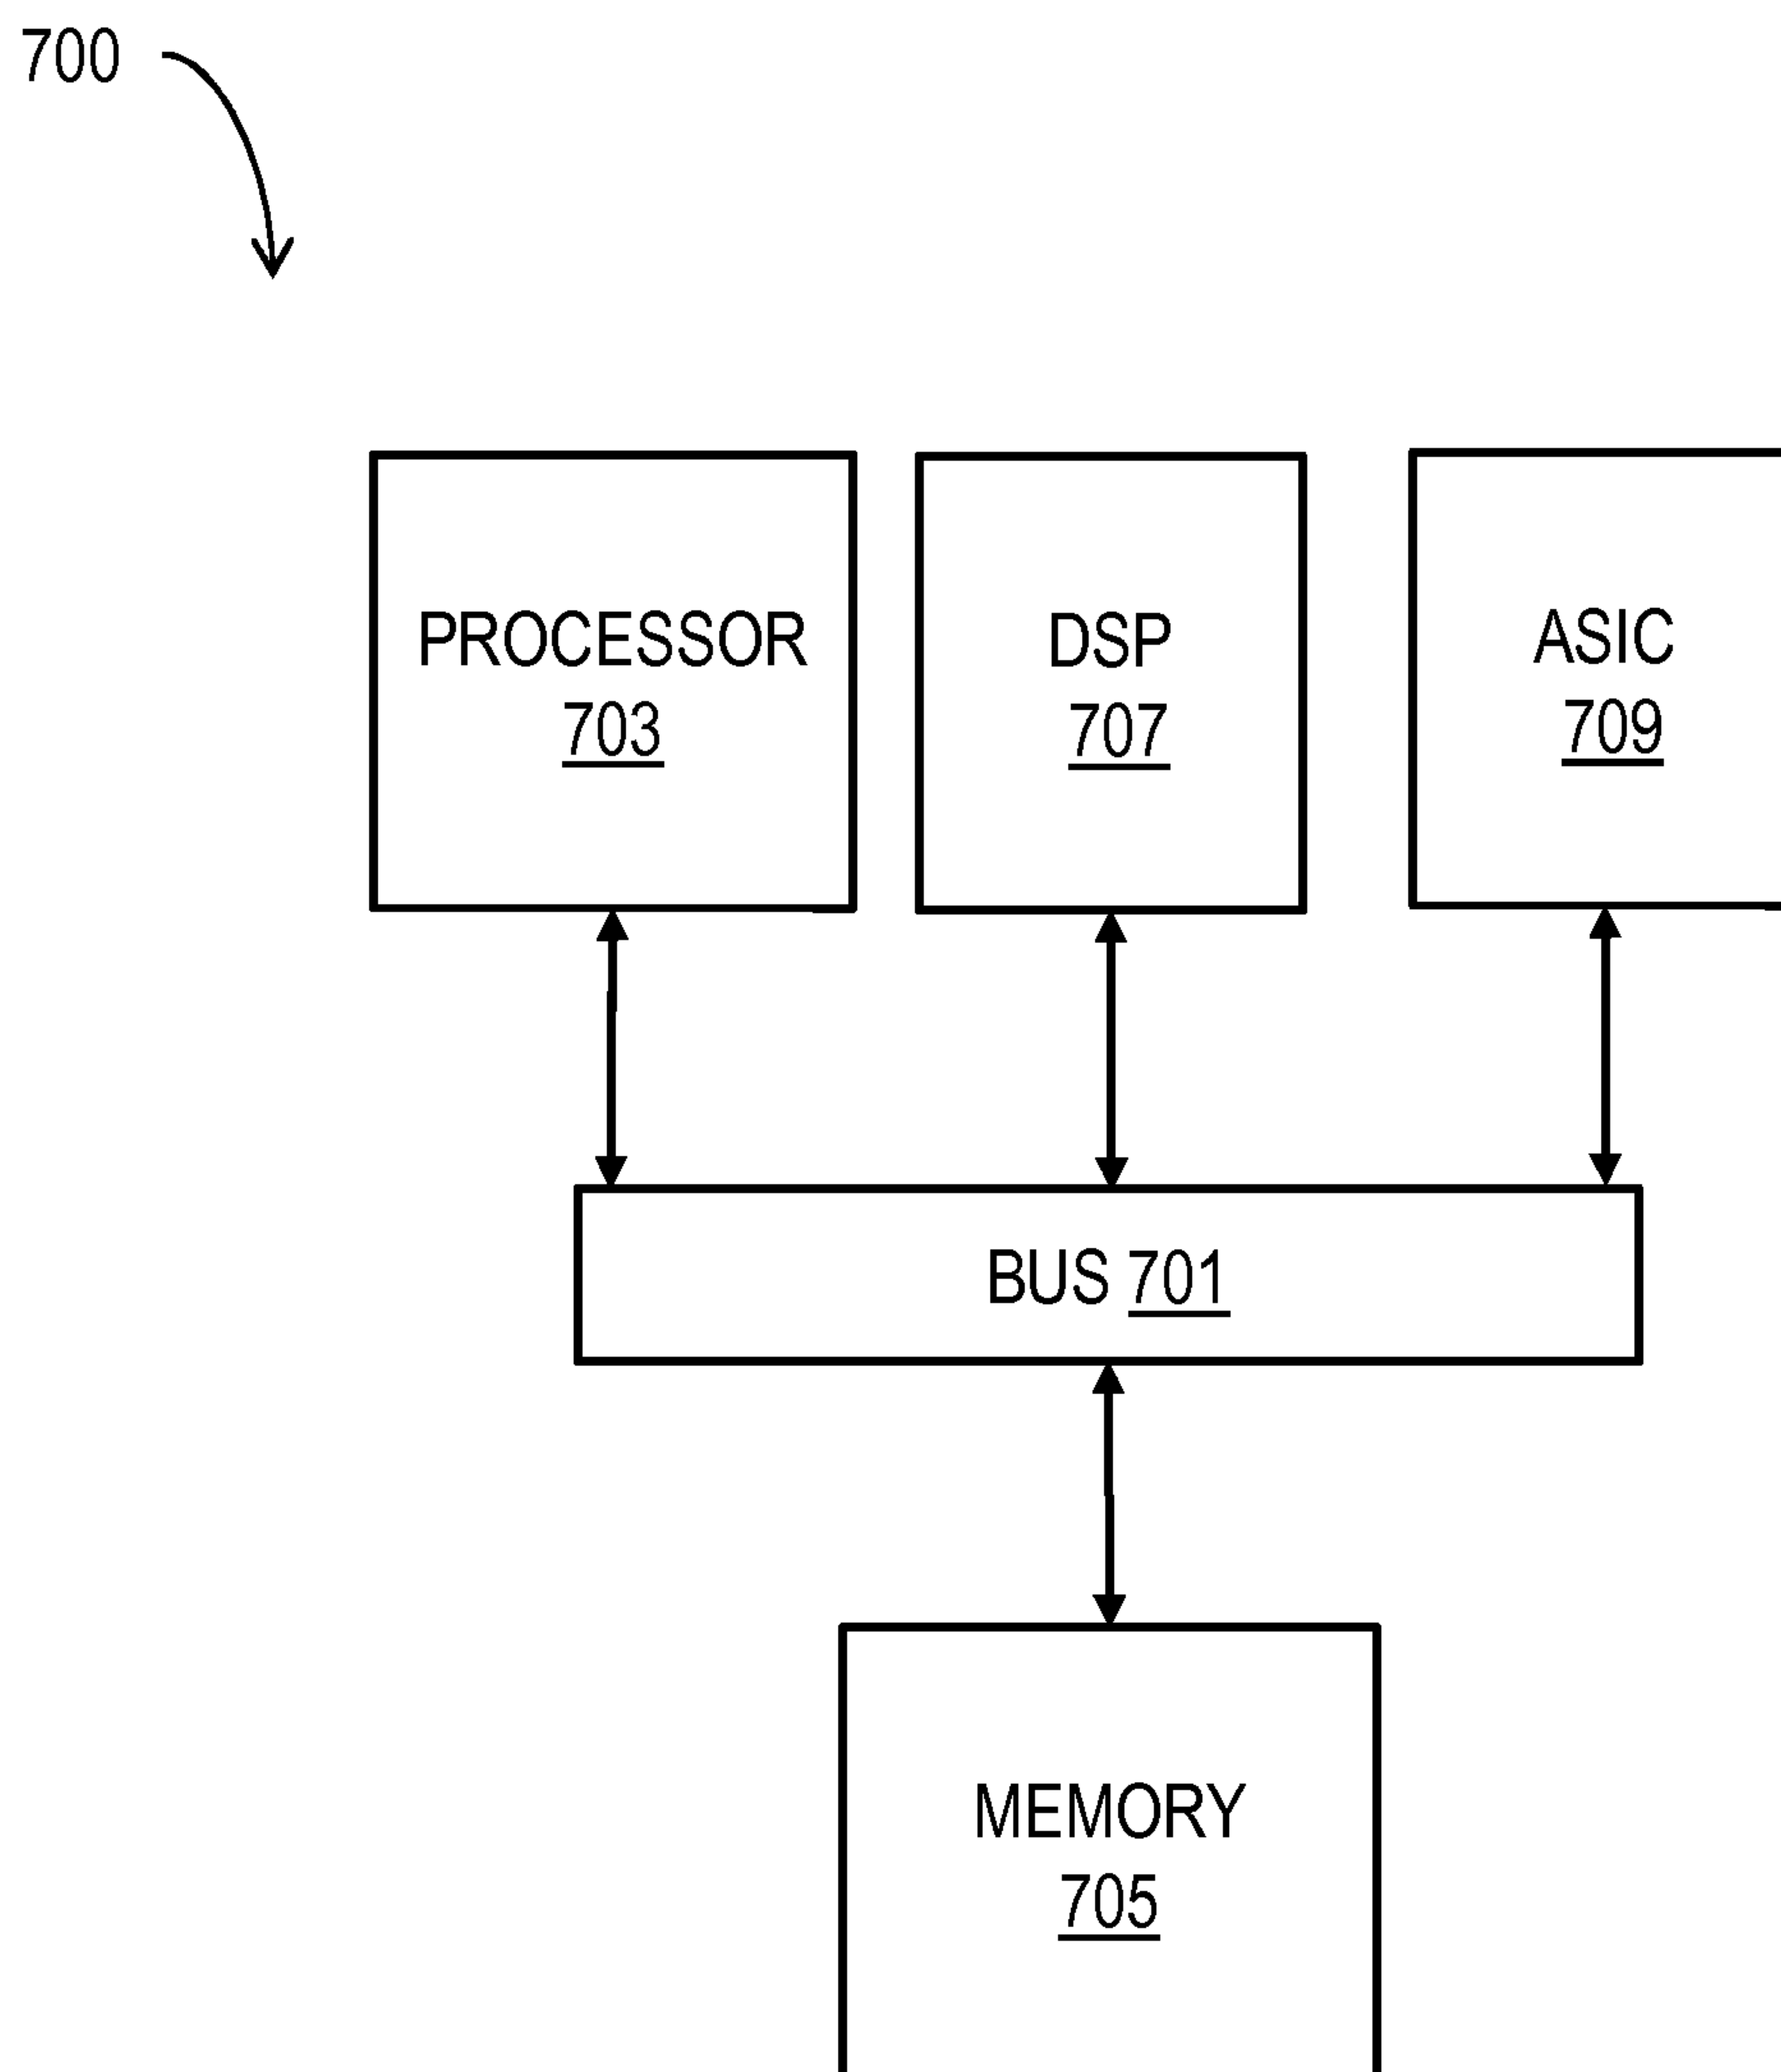 700
PROCESSOR
703
DSP
707
ASIC
709
BUS 701
MEMORY
705